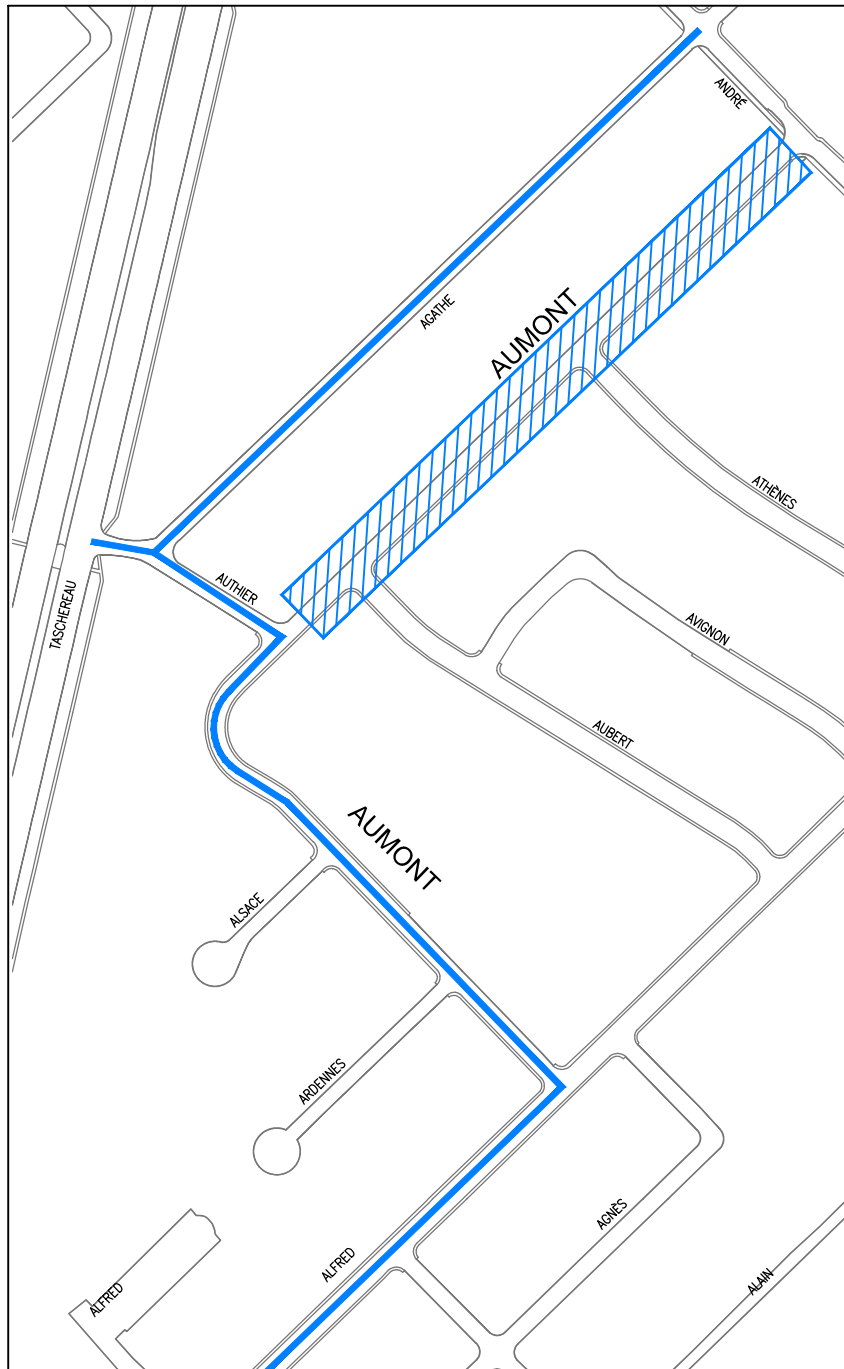 ANDRÉ
AGATHE
AUMONT
ATHÈNES
AUTHIER
TASCHEREAU
AVIGNON
AUBERT
AUMONT
ALSACE
ARDENNES
AGNÈS
ALFRED
ALAIN
ALFRED